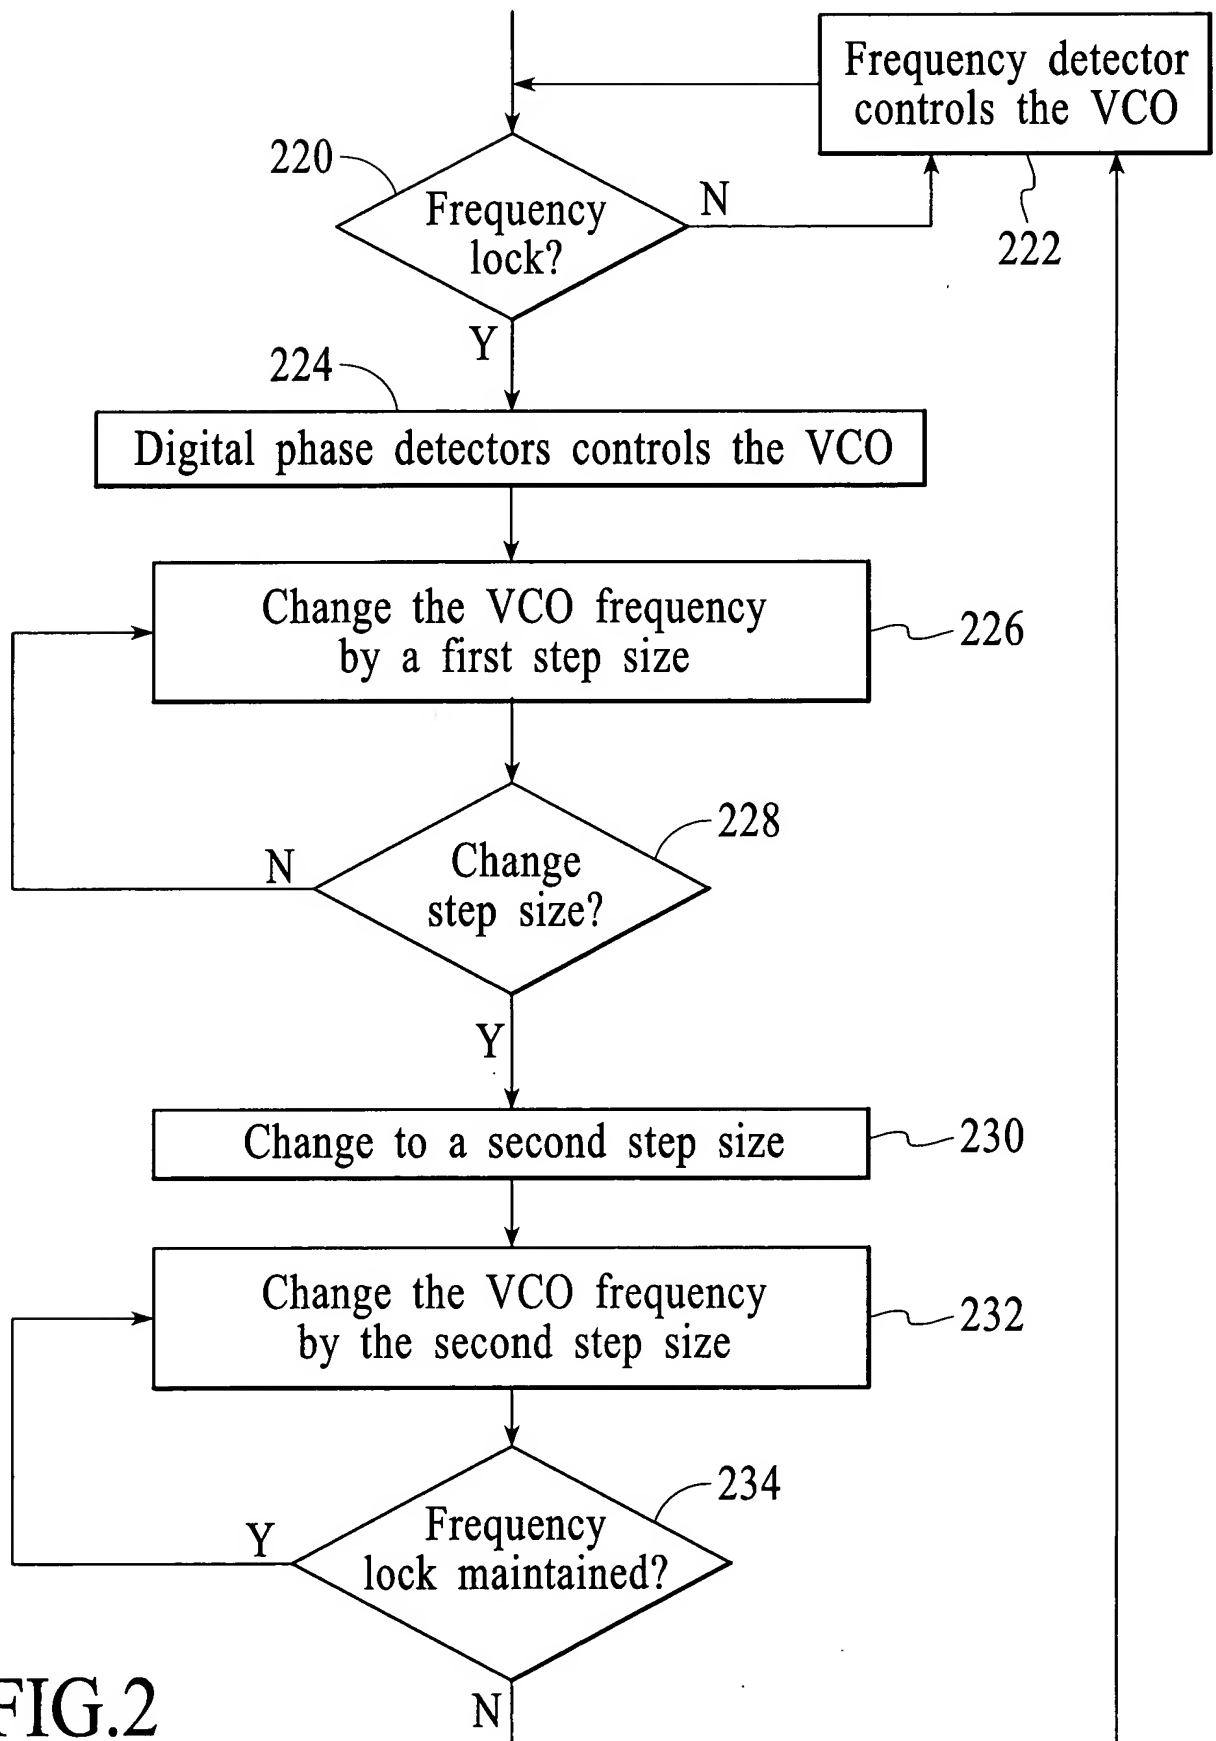 Frequency detector
controls the VCO
220
Frequency
lock?
N
222
Y
224
Digital phase detectors controls the VCO
Change the VCO frequency
by a first step size
226
228
Change
step size?
N
Y
Change to a second step size
230
Change the VCO frequency
by the second step size
232
234
Frequency
lock maintained?
Y
N
FIG.2